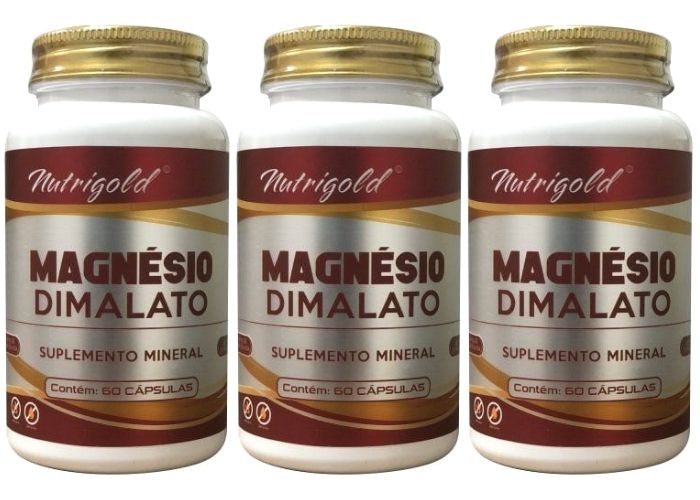 Nutrigold®
MAGNÉSIO
DIMALATO
SUPLEMENTO MINERAL
Contém: 60 CÁPSULAS
Nutrigold®
MAGNÉSIO
DIMALATO
SUPLEMENTO MINERAL
Contém: 60 CÁPSULAS
Nutrigold®
MAGNÉSIO
DIMALATO
SUPLEMENTO MINERAL
Contém: 60 CÁPSULAS